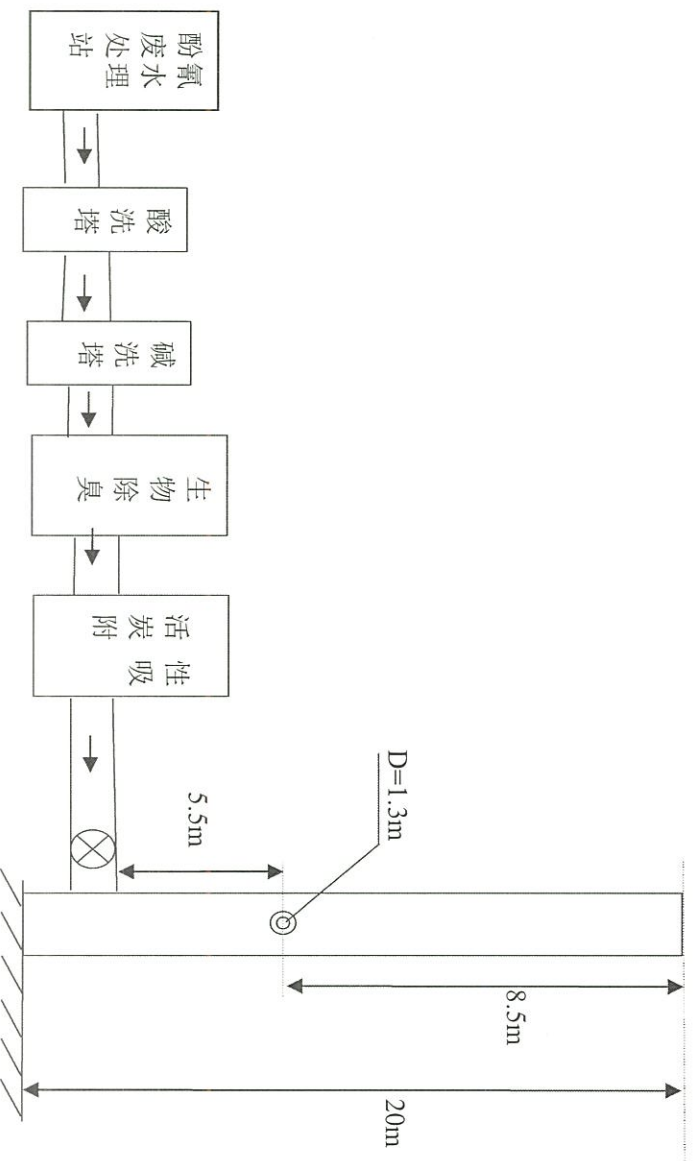 酚氰
废水
处理
站
酸
洗
塔
碱
洗
塔
生
物
除
臭
活 性
炭 吸
附
D=1.3m
5.5m
8.5m
20m